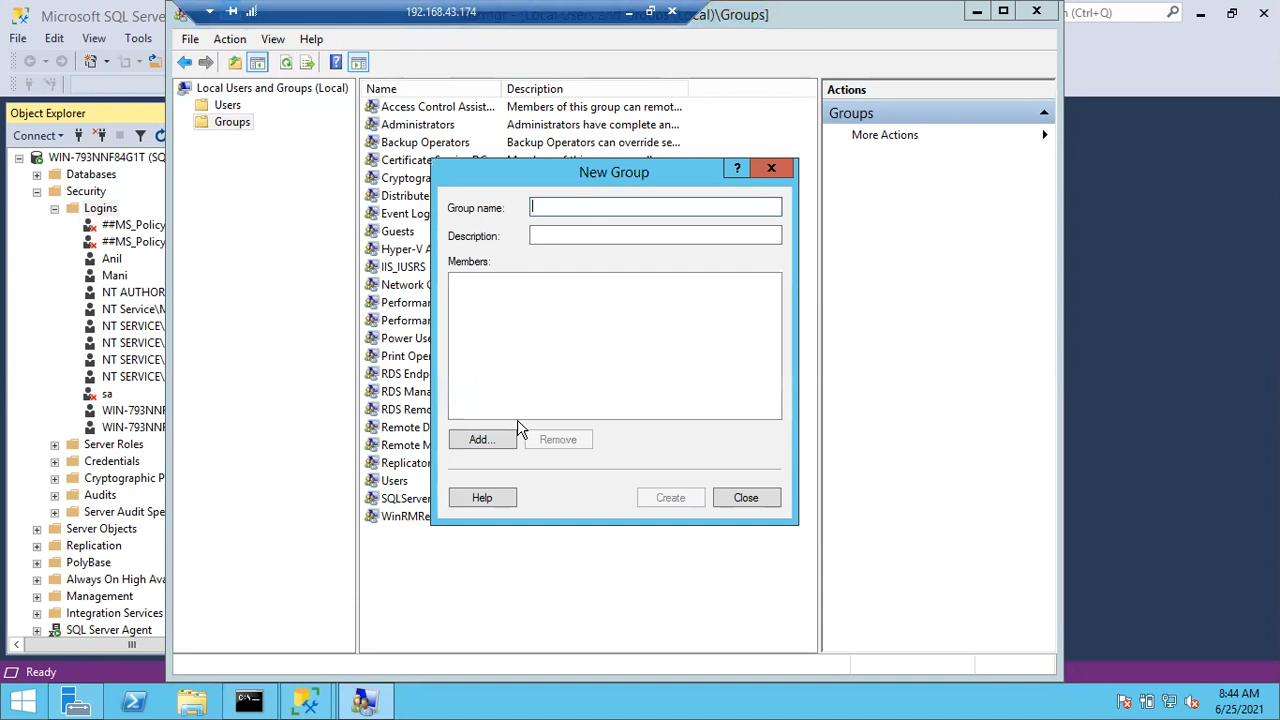 Microsoft SQL Server
192.168.43.174
(Local)\Groups]
(Ctrl+Q)
File Edit View Tools
File Action View Help
Object Explorer
Connect
WIN-793NNF84G1T (SQ
Databases
Security
Logins
##MS_Policy
##MS_Policy
Anil
Mani
NT AUTHOR
NT Service\M
NT SERVICE\
NT SERVICE\
NT SERVICE\
NT SERVICE\
sa
WIN-793NNF
WIN-793NNF
Server Roles
Credentials
Cryptographic P
Audits
Server Audit Spe
Server Objects
Replication
PolyBase
Always On High Ava
Management
Integration Services
SQL Server Agent
Ready
Local Users and Groups (Local)
Users
Groups
Name Description
Access Control Assist... Members of this group can remot...
Administrators Administrators have complete an...
Backup Operators Backup Operators can override se...
Certificate
Cryptogra
Distribute
Event Log
Guests
Hyper-V A
IIS_IUSRS
Network C
Performa
Performa
Power Use
Print Oper
RDS Endp
RDS Mana
RDS Remo
Remote D
Remote M
Replicator
Users
SQLServer
WinRMRe
New Group
?
Group name:
Description:
Members:
Add... Remove
Help Create Close
Actions
Groups
More Actions
8:44 AM
6/25/2021